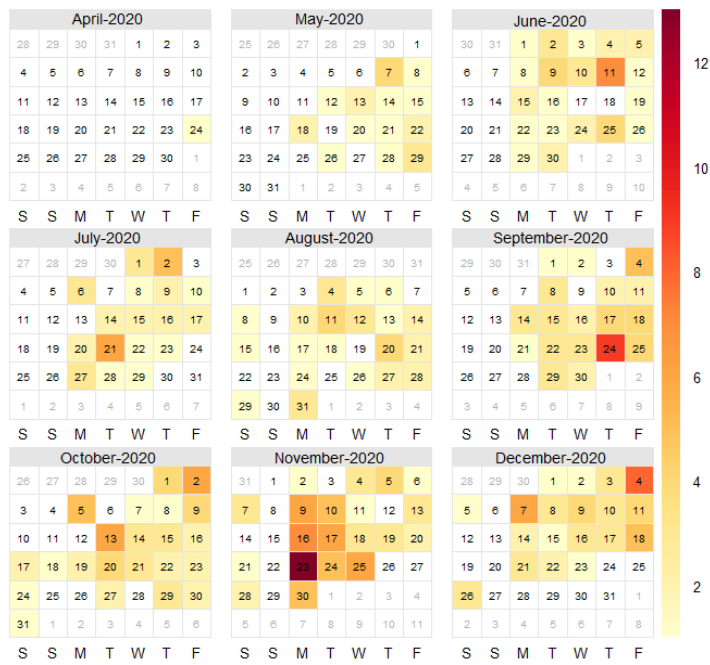 April-2020
28 29 30 31 1 2 3
4 5 6 7 8 9 10
11 12 13 14 15 16 17
18 19 20 21 22 23 24
25 26 27 28 29 30 1
2 3 4 5 6 7 8
S S M T W T F
May-2020
25 26 27 28 29 30 1
2 3 4 5 6 7 8
9 10 11 12 13 14 15
16 17 18 19 20 21 22
23 24 25 26 27 28 29
30 31 1 2 3 4 5
S S M T W T F
June-2020
30 31 1 2 3 4 5
6 7 8 9 10 11 12
13 14 15 16 17 18 19
20 21 22 23 24 25 26
27 28 29 30 1 2 3
4 5 6 7 8 9 10
S S M T W T F
July-2020
27 28 29 30 1 2 3
4 5 6 7 8 9 10
11 12 13 14 15 16 17
18 19 20 21 22 23 24
25 26 27 28 29 30 31
1 2 3 4 5 6 7
S S M T W T F
August-2020
25 26 27 28 29 30 31
1 2 3 4 5 6 7
8 9 10 11 12 13 14
15 16 17 18 19 20 21
22 23 24 25 26 27 28
29 30 31 1 2 3 4
S S M T W T F
September-2020
29 30 31 1 2 3 4
5 6 7 8 9 10 11
12 13 14 15 16 17 18
19 20 21 22 23 24 25
26 27 28 29 30 1 2
3 4 5 6 7 8 9
S S M T W T F
October-2020
26 27 28 29 30 1 2
3 4 5 6 7 8 9
10 11 12 13 14 15 16
17 18 19 20 21 22 23
24 25 26 27 28 29 30
31 1 2 3 4 5 6
S S M T W T F
November-2020
31 1 2 3 4 5 6
7 8 9 10 11 12 13
14 15 16 17 18 19 20
21 22 23 24 25 26 27
28 29 30 1 2 3 4
5 6 7 8 9 10 11
S S M T W T F
December-2020
28 29 30 1 2 3 4
5 6 7 8 9 10 11
12 13 14 15 16 17 18
19 20 21 22 23 24 25
26 27 28 29 30 31 1
2 3 4 5 6 7 8
S S M T W T F
12
10
8
6
4
2